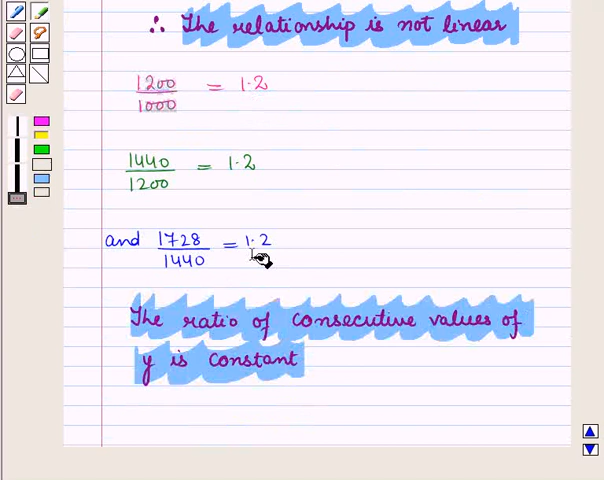 ∴ The relationship is not linear
1200/1000 = 1·2
1440/1200 = 1·2
and 1728/1440 = 1·2
The ratio of consecutive values of
y is constant